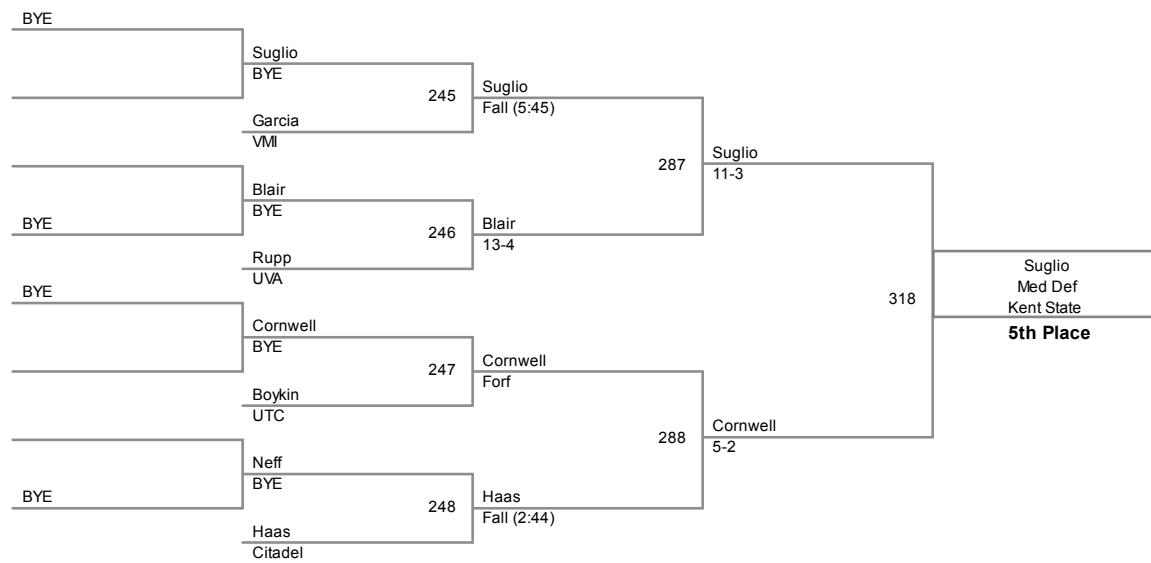 BYE
Suglio
BYE
245
Suglio
Fall (5:45)
Garcia
VMI
287
Suglio
11-3
Blair
BYE
BYE
246
Blair
13-4
Rupp
UVA
318
Suglio
Med Def
Kent State
5th Place
BYE
Cornwell
BYE
247
Cornwell
Forf
Boykin
UTC
288
Cornwell
5-2
Neff
BYE
BYE
248
Haas
Fall (2:44)
Haas
Citadel